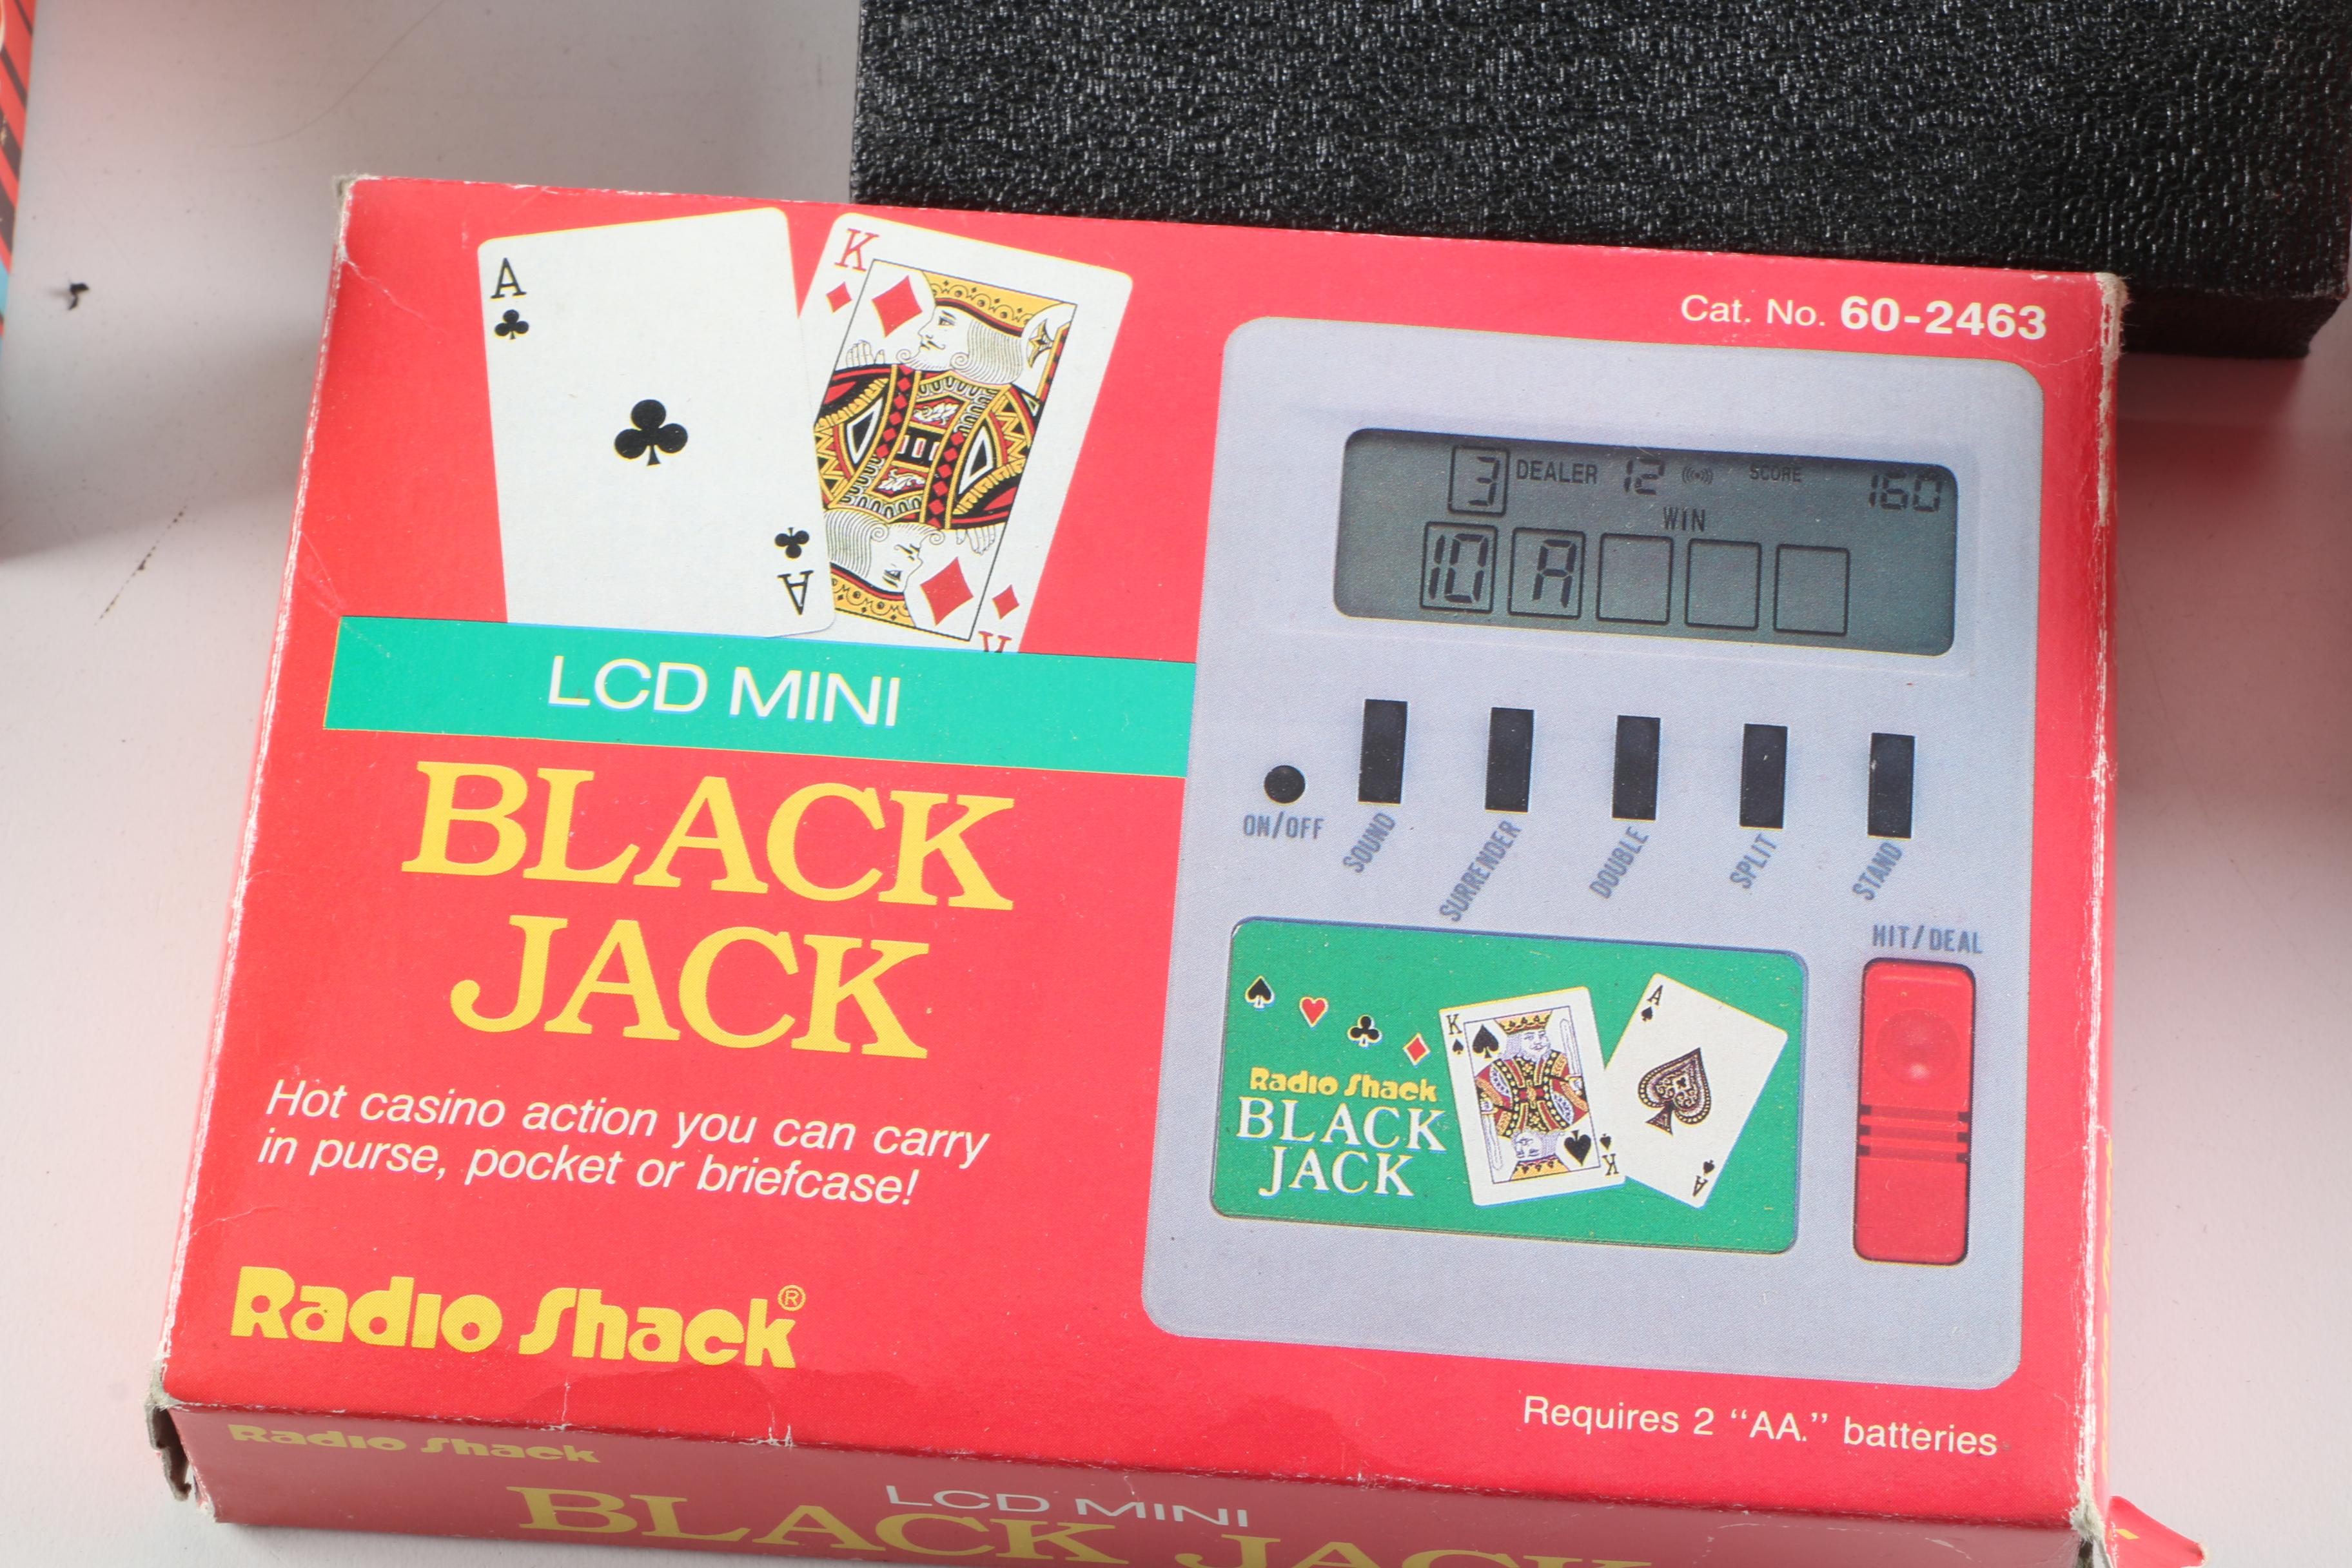 A
A
K
K
Cat. No. 60-2463
3 DEALER 12 SCORE 160
WIN
10 A
LCD MINI
BLACK
JACK
ON/OFF
SOUND
SURRENDER
DOUBLE
SPLIT
STAND
HIT/DEAL
Hot casino action you can carry
in purse, pocket or briefcase!
K
A
Radio Shack
BLACK
JACK
K
A
Radio Shack®
Requires 2 “AA.” batteries
Radio Shack
LCD MINI
BLACK JACK